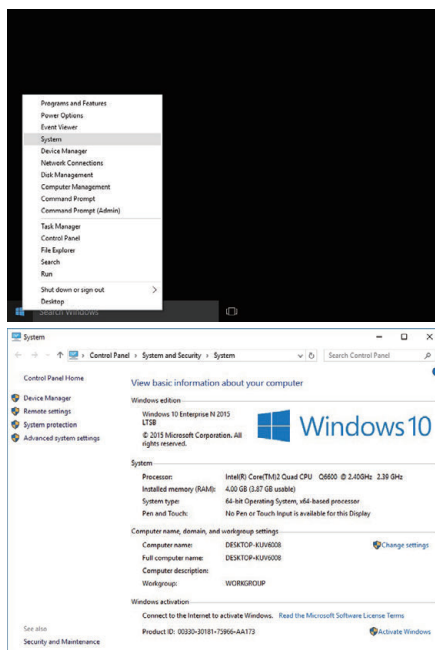 Programs and Features
Power Options
Event Viewer
System
Device Manager
Network Connections
Disk Management
Computer Management
Command Prompt
Command Prompt (Admin)
Task Manager
Control Panel
File Explorer
Search
Run
Shut down or sign out
Desktop
Search Windows
System
Control Panel › System and Security › System
Search Control Panel
Control Panel Home
Device Manager
Remote settings
System protection
Advanced system settings
View basic information about your computer
Windows edition
Windows 10 Enterprise N 2015
LTSB
© 2015 Microsoft Corporation. All
rights reserved.
Windows 10
System
Processor: Intel(R) Core(TM)2 Quad CPU Q6600 @ 2.40GHz 2.39 GHz
Installed memory (RAM): 4.00 GB (3.87 GB usable)
System type: 64-bit Operating System, x64-based processor
Pen and Touch: No Pen or Touch Input is available for this Display
Computer name, domain, and workgroup settings
Computer name: DESKTOP-KUV6008 Change settings
Full computer name: DESKTOP-KUV6008
Computer description:
Workgroup: WORKGROUP
Windows activation
Connect to the Internet to activate Windows. Read the Microsoft Software License Terms
Product ID: 00330-30181-75966-AA173 Activate Windows
See also
Security and Maintenance